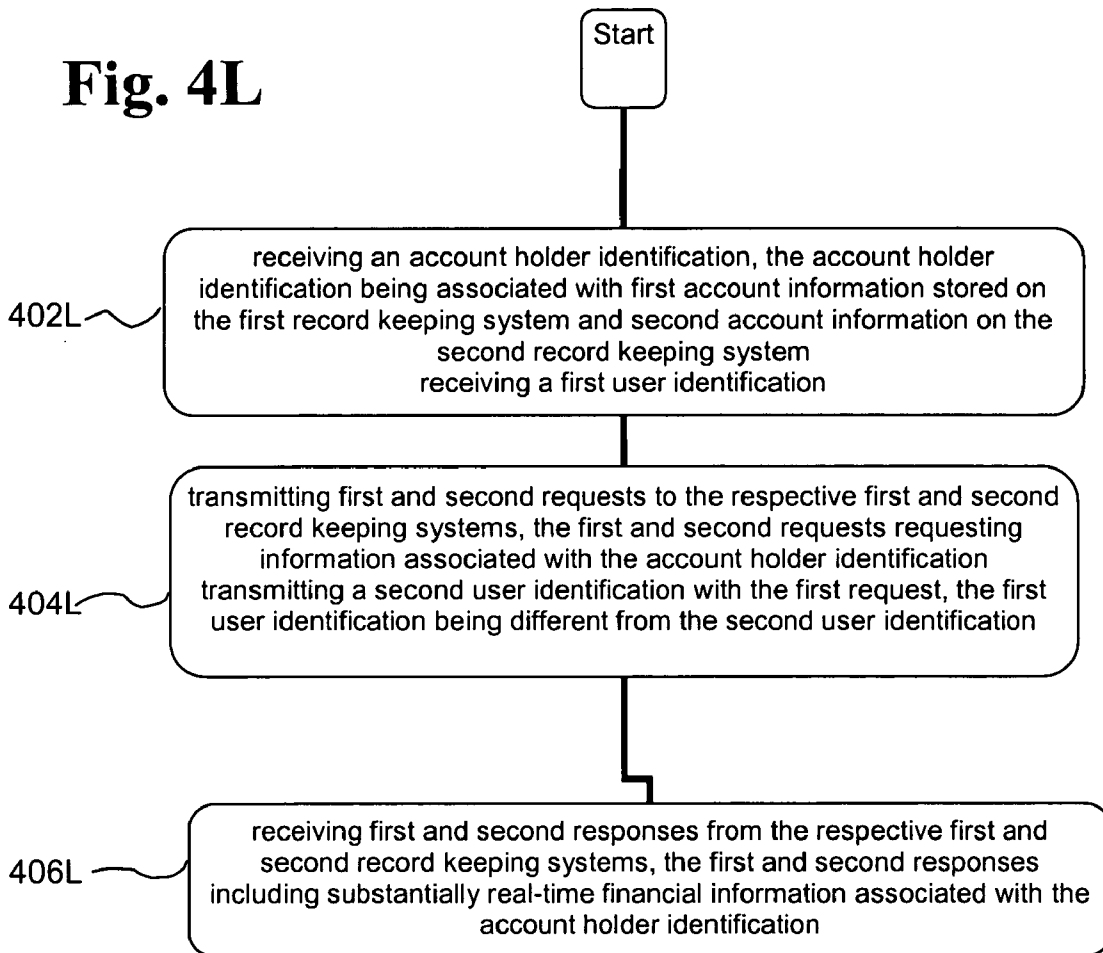 Start
Fig. 4L
receiving an account holder identification, the account holder
identification being associated with first account information stored on
the first record keeping system and second account information on the
second record keeping system
receiving a first user identification
402L
transmitting first and second requests to the respective first and second
record keeping systems, the first and second requests requesting
information associated with the account holder identification
transmitting a second user identification with the first request, the first
user identification being different from the second user identification
404L
receiving first and second responses from the respective first and
second record keeping systems, the first and second responses
including substantially real-time financial information associated with the
account holder identification
406L